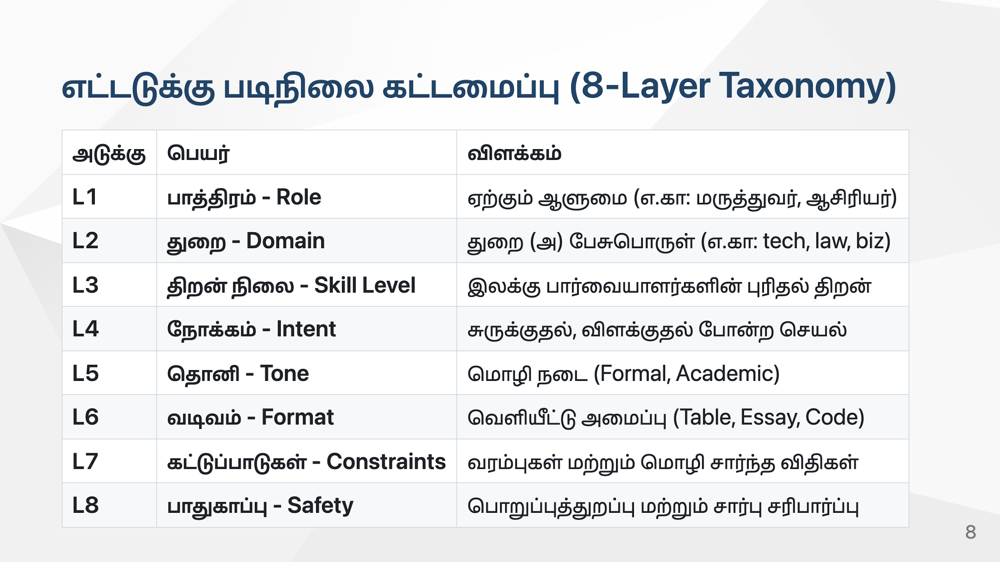 எட்டடுக்கு படிநிலை கட்டமைப்பு (8-Layer Taxonomy)
அடுக்கு பெயர் விளக்கம்
L1 பாத்திரம் - Role ஏற்கும் ஆளுமை (எ.கா: மருத்துவர், ஆசிரியர்)
L2 துறை - Domain துறை (அ) பேசுபொருள் (எ.கா: tech, law, biz)
L3 திறன் நிலை - Skill Level இலக்கு பார்வையாளர்களின் புரிதல் திறன்
L4 நோக்கம் - Intent சுருக்குதல், விளக்குதல் போன்ற செயல்
L5 தொனி - Tone மொழி நடை (Formal, Academic)
L6 வடிவம் - Format வெளியீட்டு அமைப்பு (Table, Essay, Code)
L7 கட்டுப்பாடுகள் - Constraints வரம்புகள் மற்றும் மொழி சார்ந்த விதிகள்
L8 பாதுகாப்பு - Safety பொறுப்புத்துறப்பு மற்றும் சார்பு சரிபார்ப்பு
8